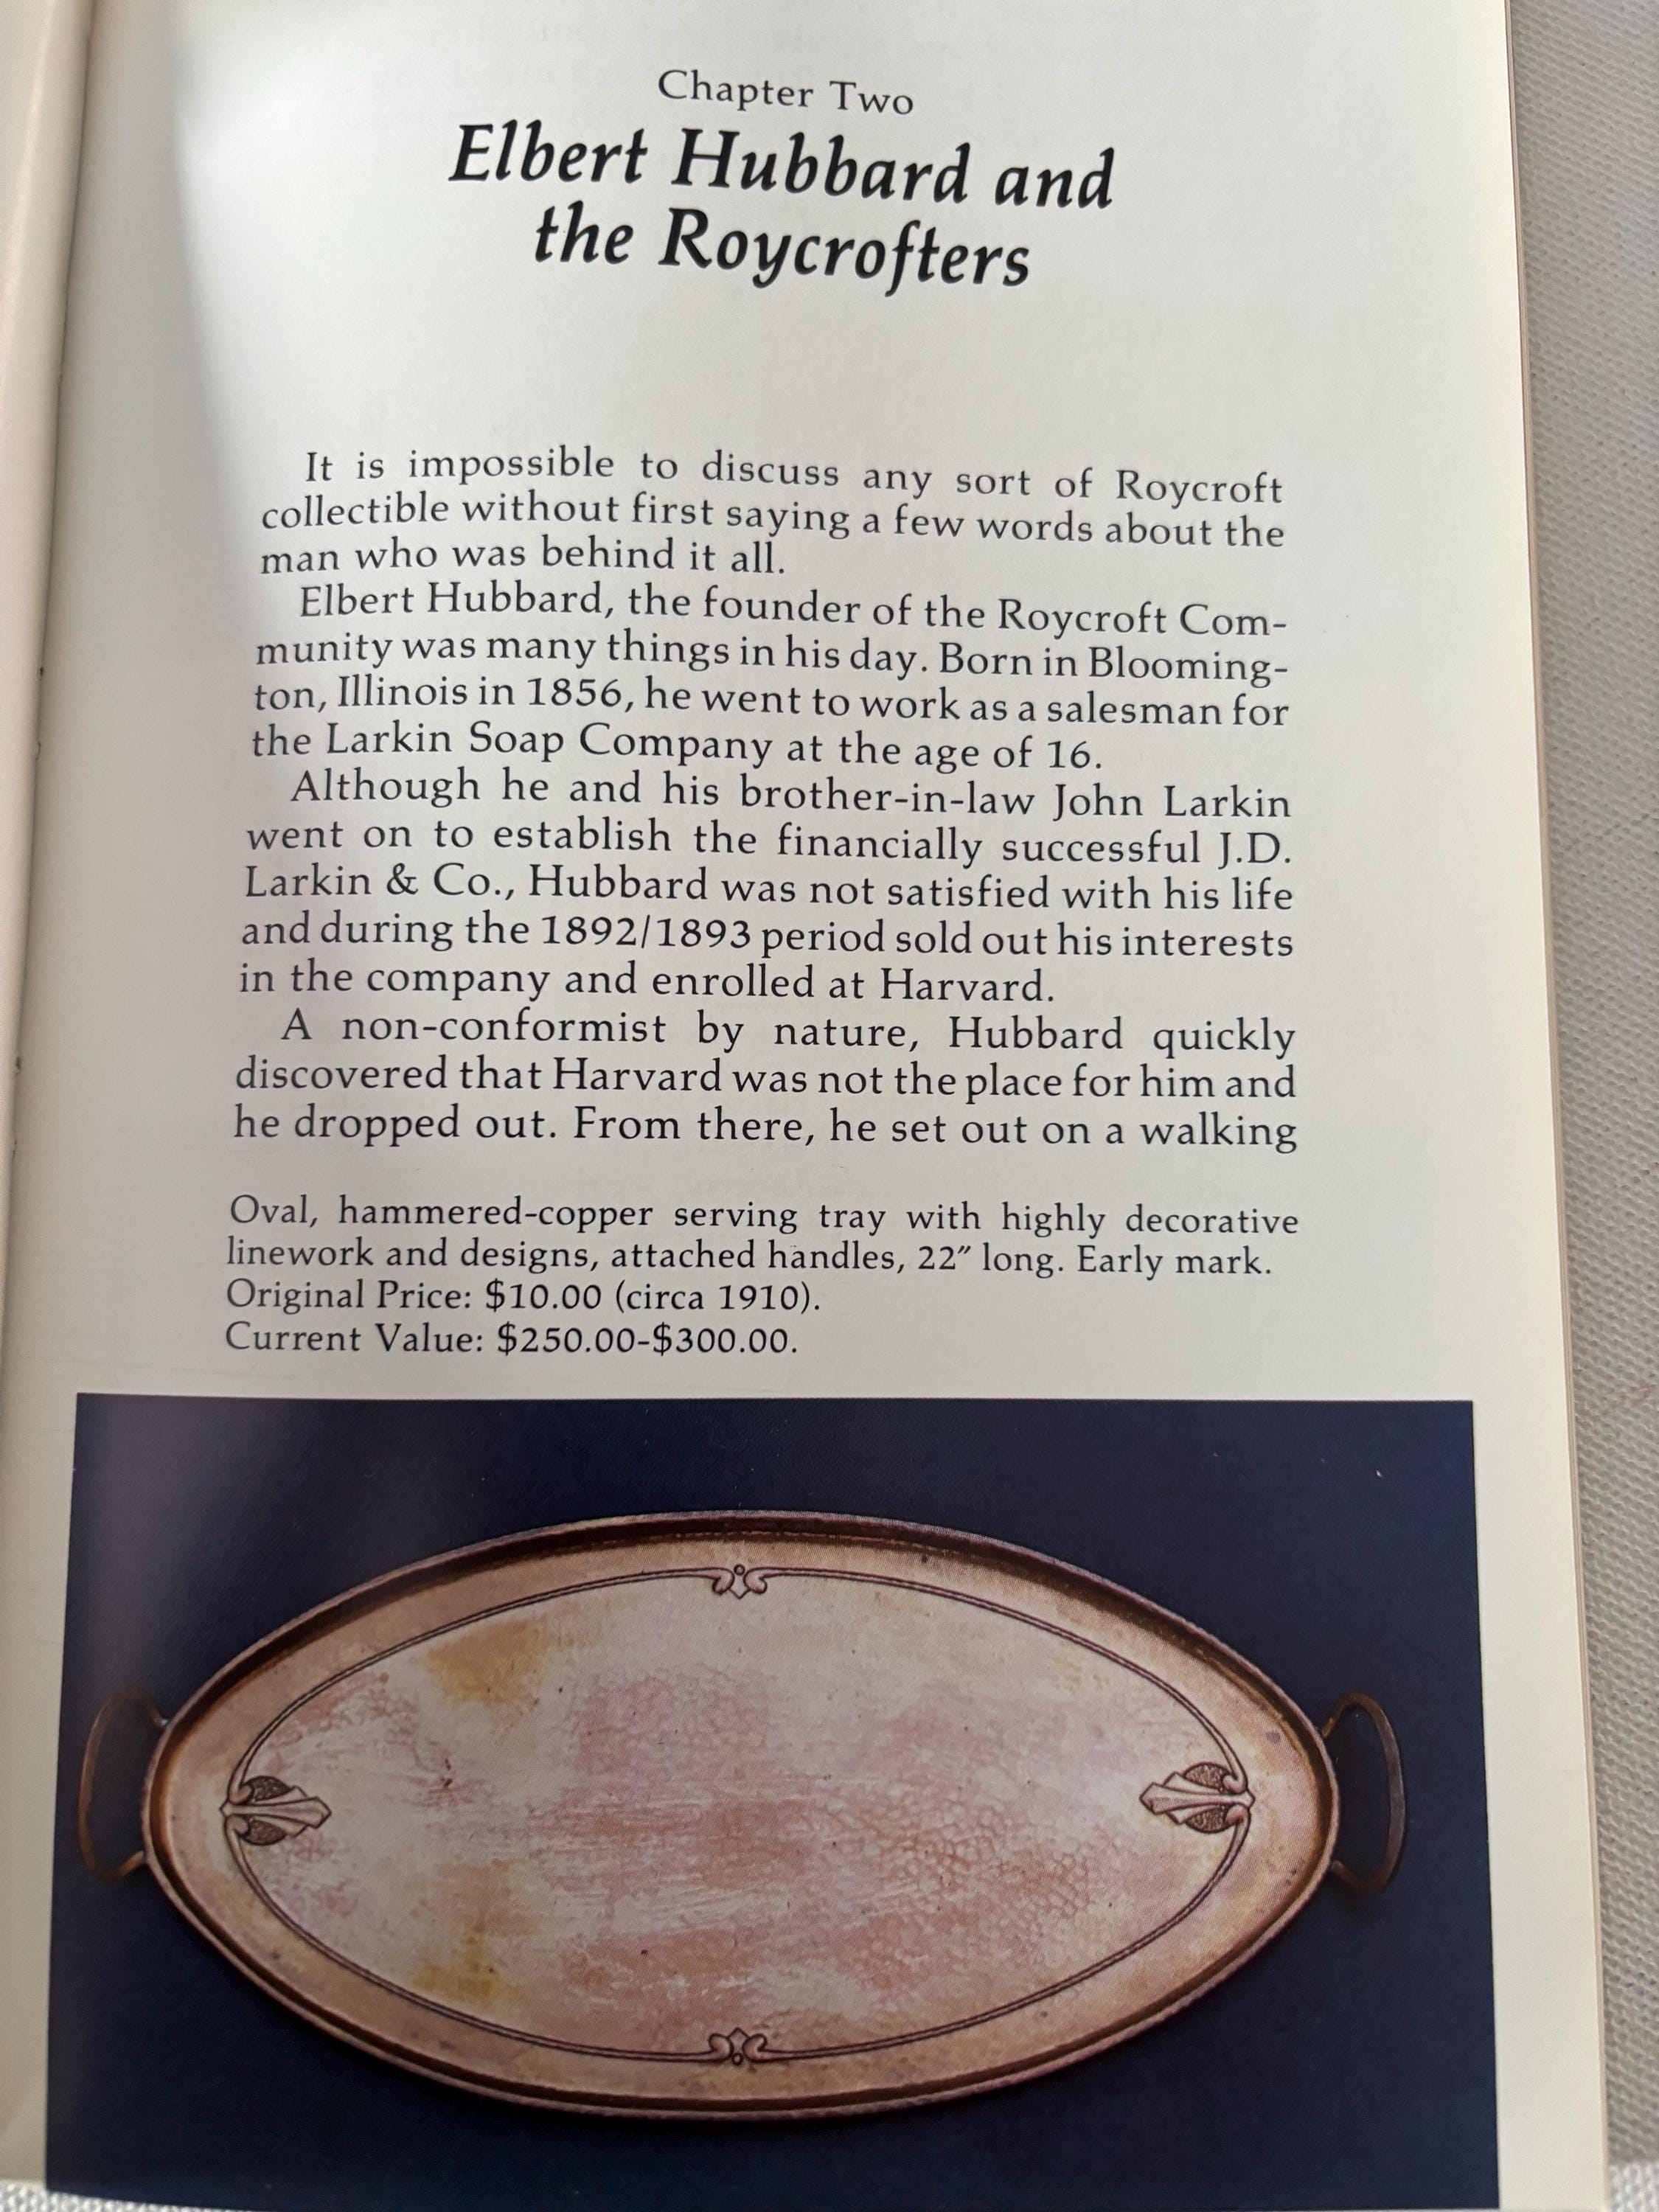 Chapter Two
Elbert Hubbard and
the Roycrofters
It is impossible to discuss any sort of Roycroft
collectible without first saying a few words about the
man who was behind it all.
Elbert Hubbard, the founder of the Roycroft Com-
munity was many things in his day. Born in Blooming-
ton, Illinois in 1856, he went to work as a salesman for
the Larkin Soap Company at the age of 16.
Although he and his brother-in-law John Larkin
went on to establish the financially successful J.D.
Larkin & Co., Hubbard was not satisfied with his life
and during the 1892/1893 period sold out his interests
in the company and enrolled at Harvard.
A non-conformist by nature, Hubbard quickly
discovered that Harvard was not the place for him and
he dropped out. From there, he set out on a walking
Oval, hammered-copper serving tray with highly decorative
linework and designs, attached handles, 22″ long. Early mark.
Original Price: $10.00 (circa 1910).
Current Value: $250.00-$300.00.